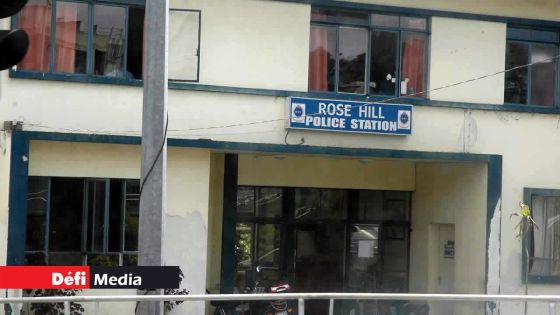 ROSE HILL
POLICE STATION
Défi Media